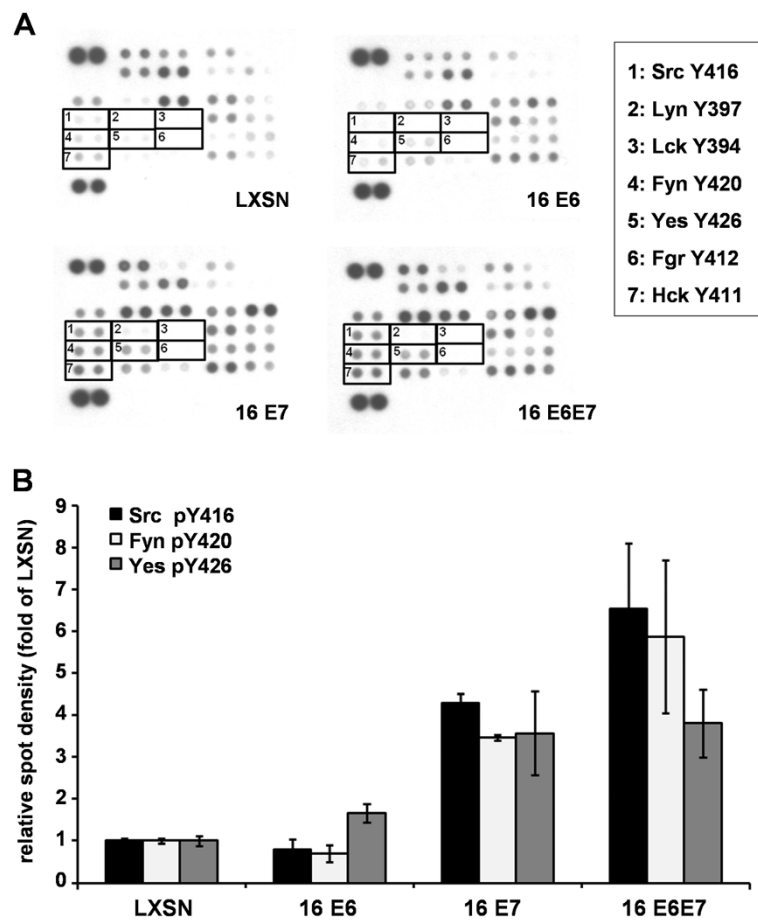 A
1 2 3
4 5 6
7
LXSN
1 2 3
4 5 6
7
16 E6
1: Src Y416
2: Lyn Y397
3: Lck Y394
4: Fyn Y420
5: Yes Y426
6: Fgr Y412
7: Hck Y411
1 2 3
4 5 6
7
16 E7
1 2 3
4 5 6
7
16 E6E7
B
relative spot density (fold of LXSN)
9
8
7
6
5
4
3
2
1
0
Src pY416
Fyn pY420
Yes pY426
LXSN 16 E6 16 E7 16 E6E7